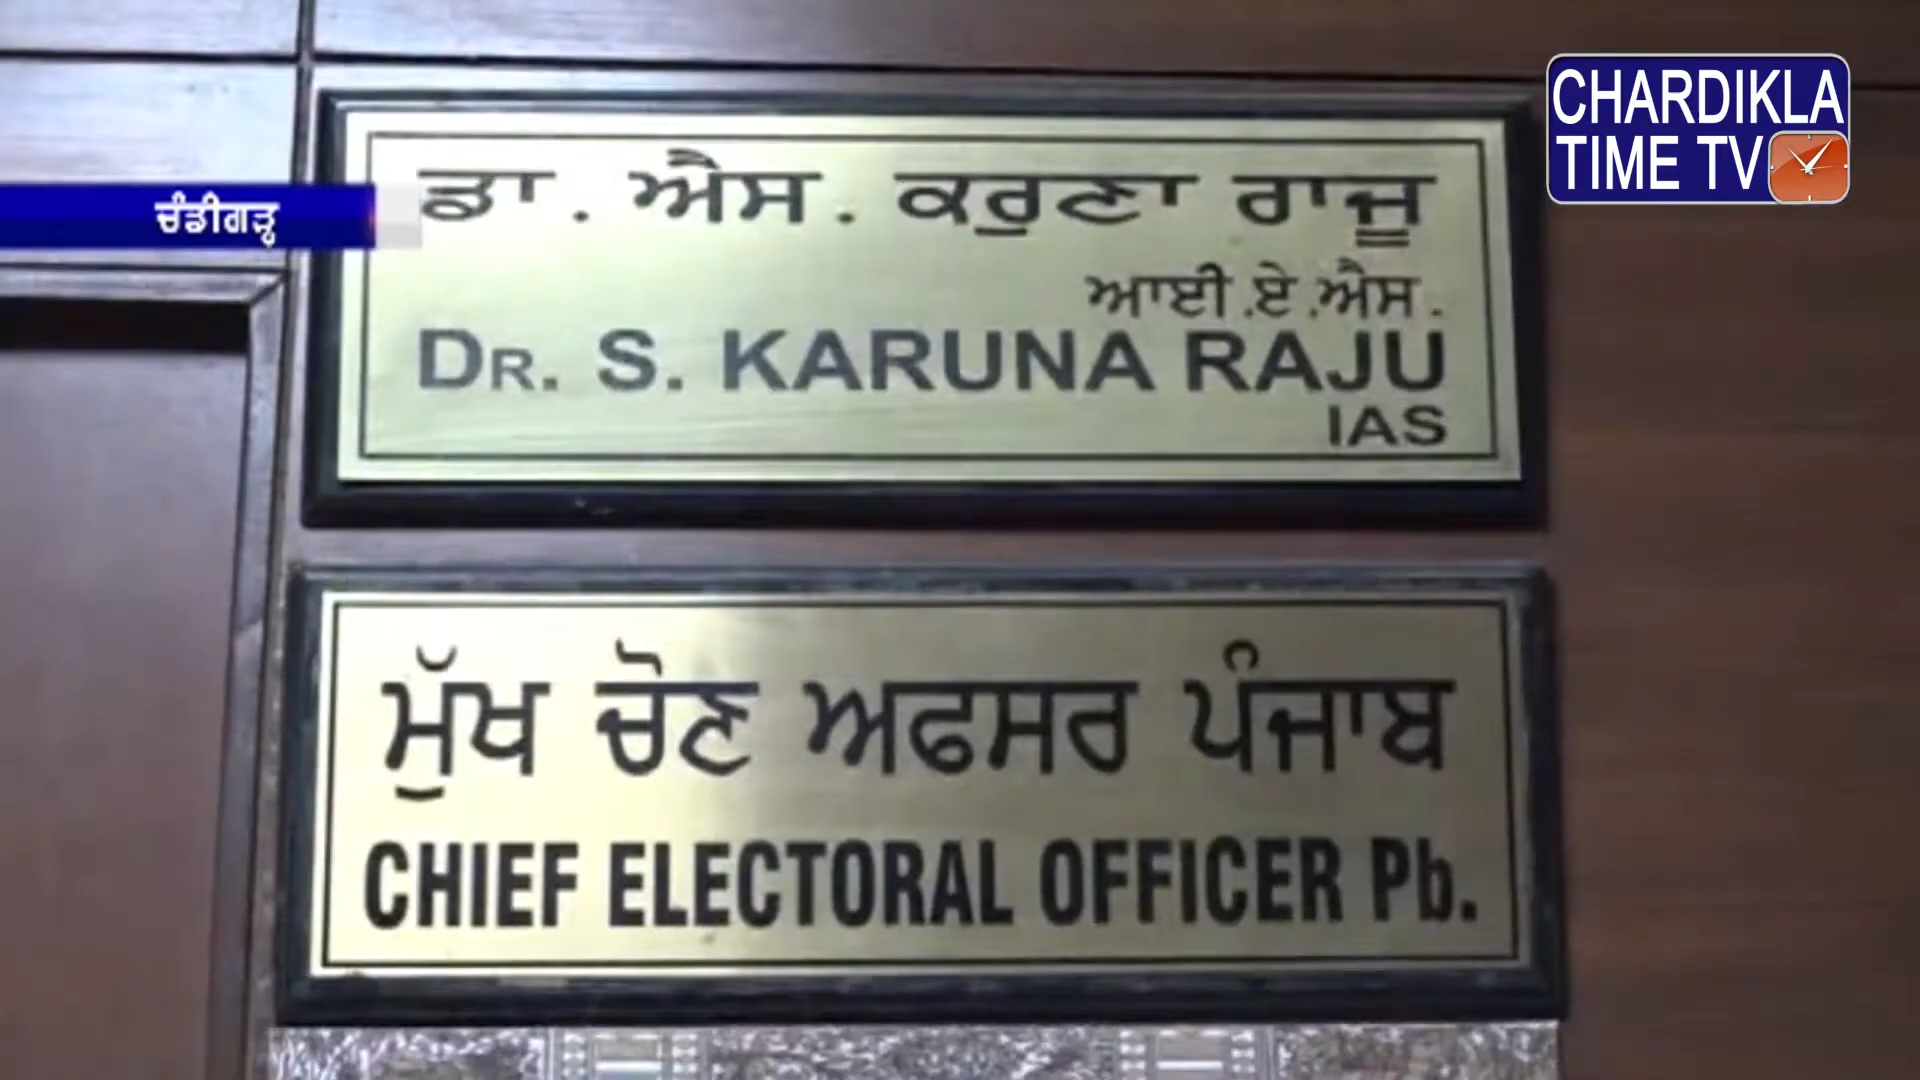 CHARDIKLA
TIME TV
ਚੰਡੀਗੜ੍ਹ
ਡਾ. ਐਸ. ਕਰੁਣਾ ਰਾਜੂ
ਆਈ.ਏ.ਐਸ.
DR. S. KARUNA RAJU
IAS
ਮੁੱਖ ਚੋਣ ਅਫਸਰ ਪੰਜਾਬ
CHIEF ELECTORAL OFFICER Pb.